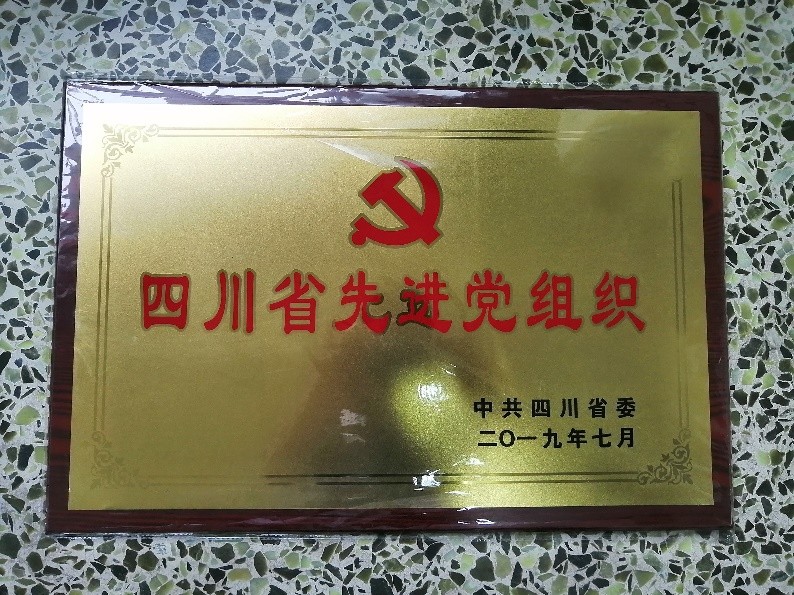 四川省先进党组织
中共四川省委
二〇一九年七月